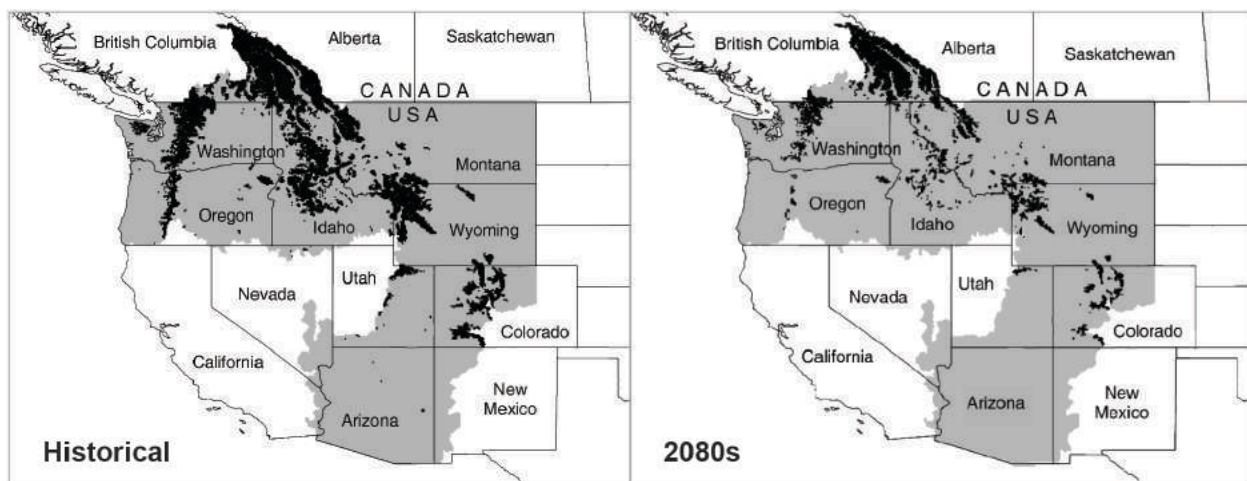 British Columbia
Alberta
Saskatchewan
CANADA
USA
Washington
Montana
Oregon
Idaho
Wyoming
Nevada
Utah
Colorado
California
Arizona
New
Mexico
Historical
British Columbia
Alberta
Saskatchewan
CANADA
USA
Washington
Montana
Oregon
Idaho
Wyoming
Nevada
Utah
Colorado
California
Arizona
New
Mexico
2080s